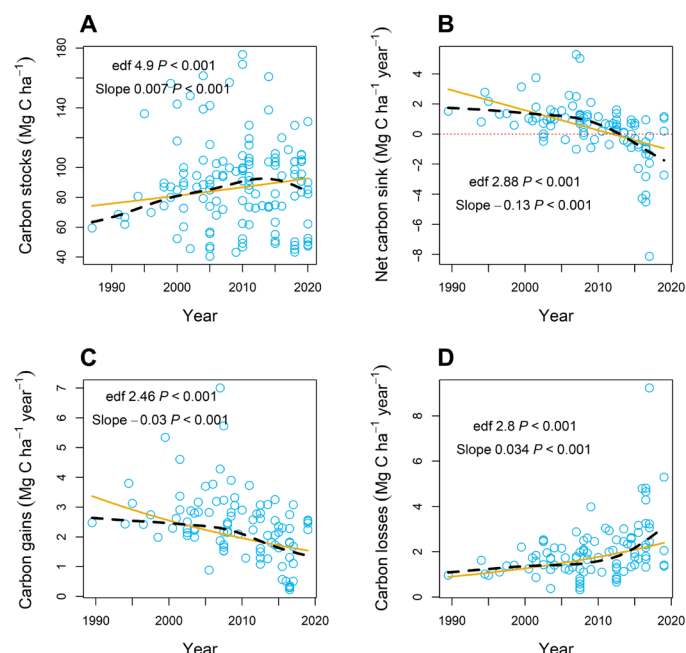 A
edf 4.9 P < 0.001
Slope 0.007 P < 0.001
Carbon stocks (Mg C ha⁻¹)
180
140
100
80
60
40
1990
2000
2010
2020
Year
B
edf 2.88 P < 0.001
Slope −0.13 P < 0.001
Net carbon sink (Mg C ha⁻¹ year⁻¹)
4
2
0
−2
−4
−6
−8
1990
2000
2010
2020
Year
C
edf 2.46 P < 0.001
Slope −0.03 P < 0.001
Carbon gains (Mg C ha⁻¹ year⁻¹)
7
6
5
4
3
2
1
0
1990
2000
2010
2020
Year
D
edf 2.8 P < 0.001
Slope 0.034 P < 0.001
Carbon losses (Mg C ha⁻¹ year⁻¹)
8
6
4
2
0
1990
2000
2010
2020
Year